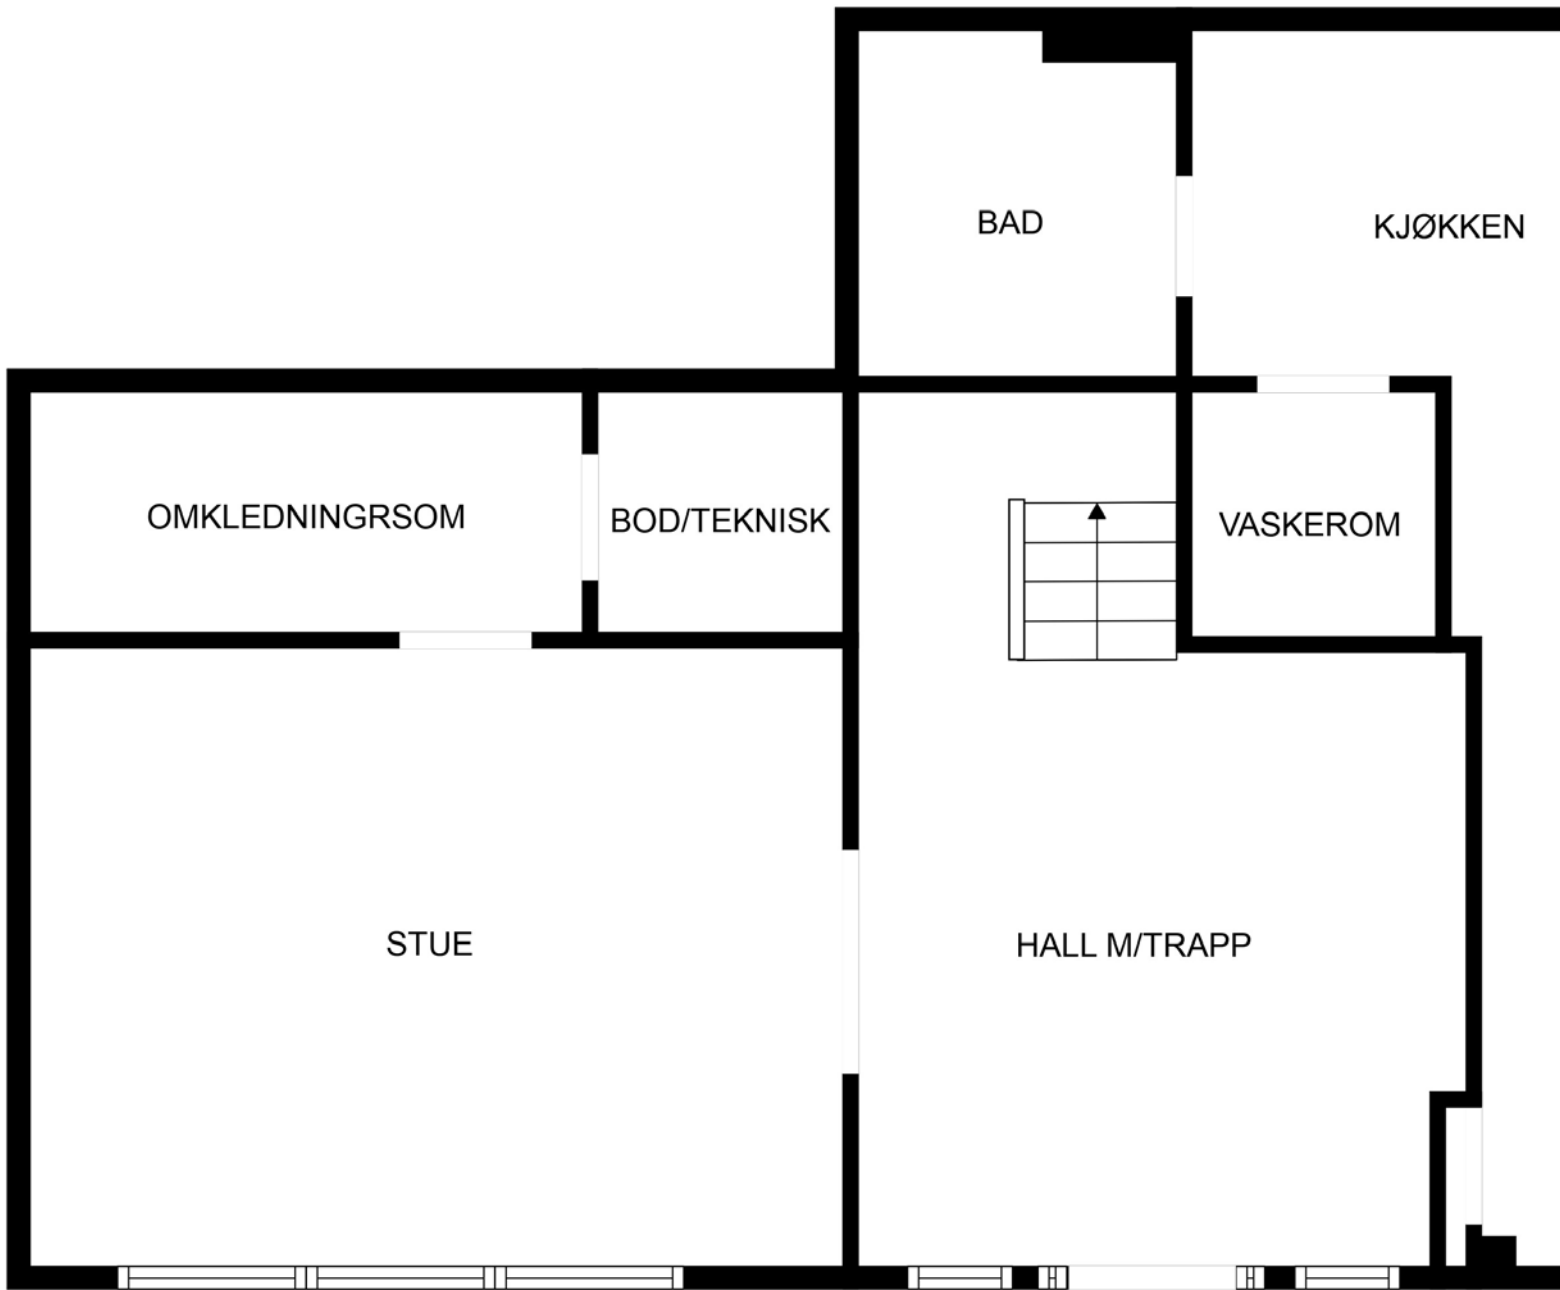 BAD
KJØKKEN
OMKLEDNINGRSOM
BOD/TEKNISK
VASKEROM
STUE
HALL M/TRAPP